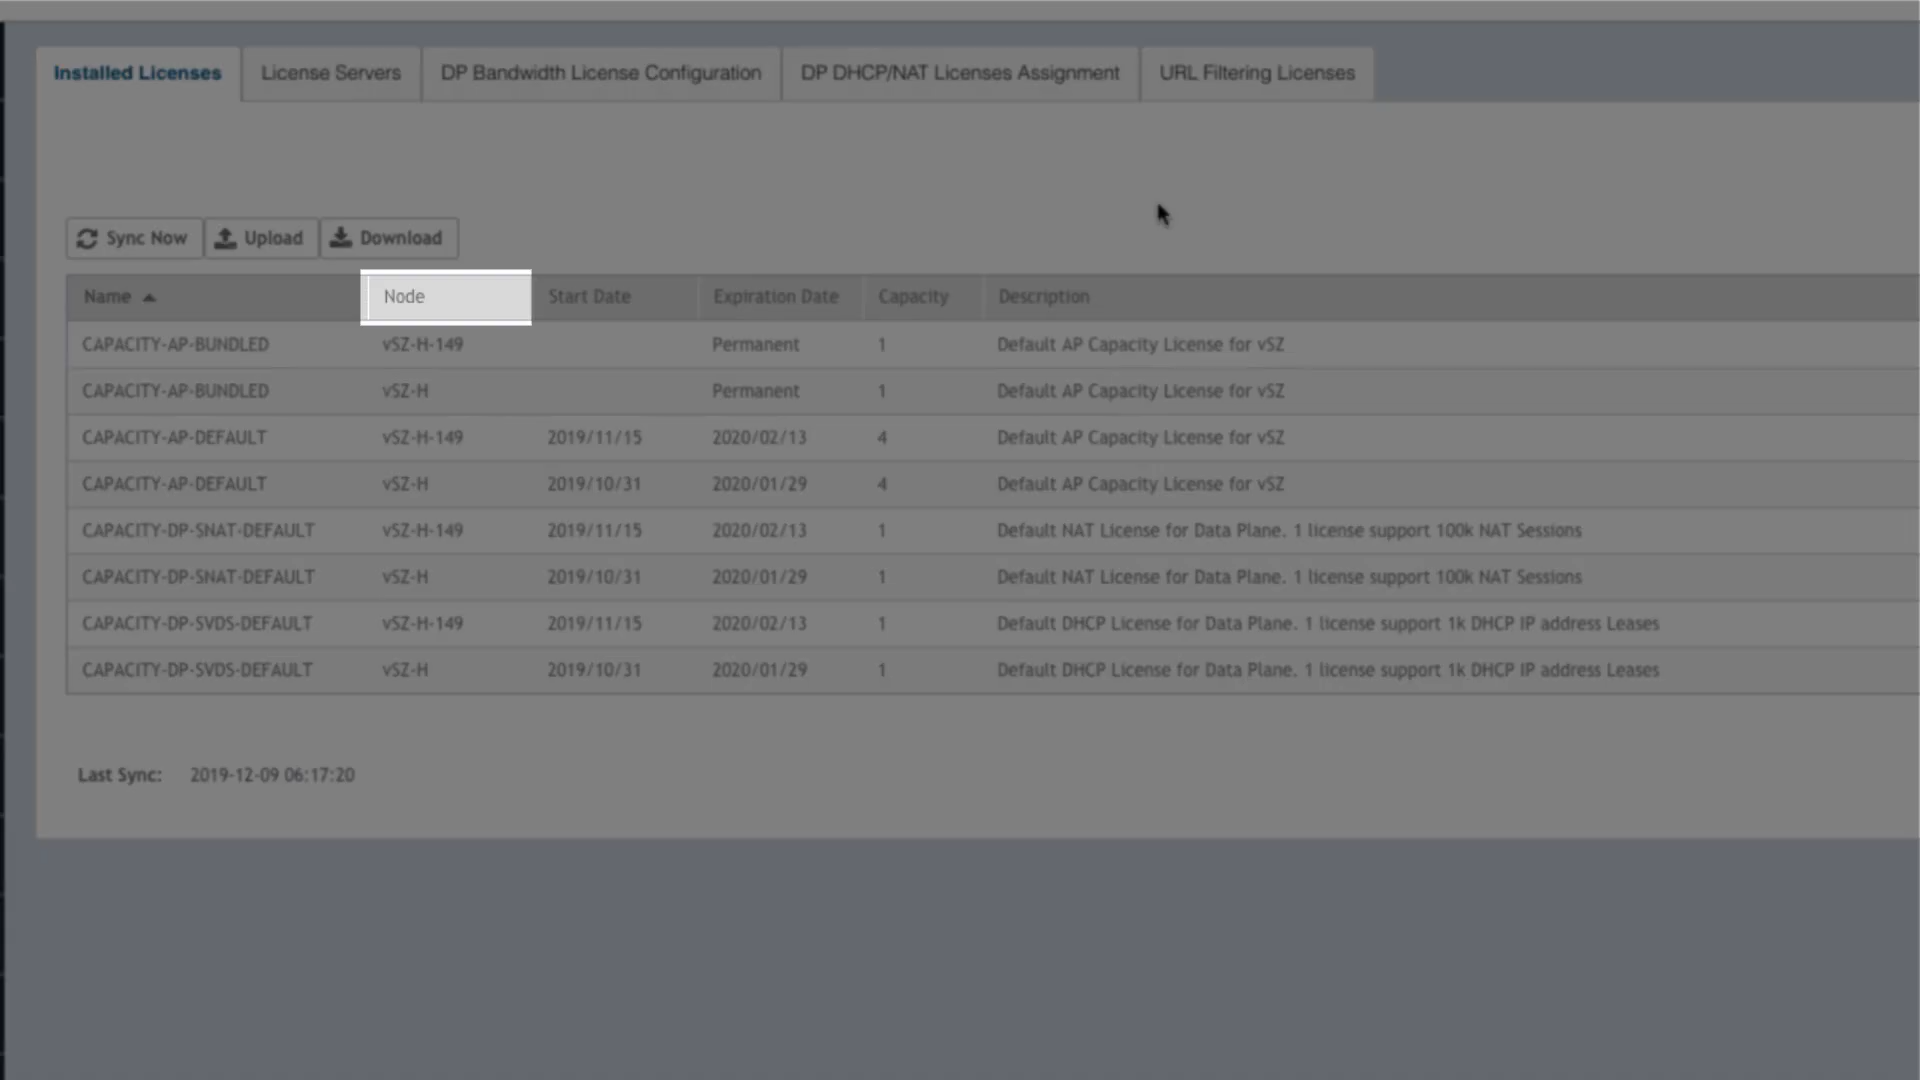 Installed Licenses License Servers DP Bandwidth License Configuration DP DHCP/NAT Licenses Assignment URL Filtering Licenses
Sync Now Upload Download
Name Node Start Date Expiration Date Capacity Description
CAPACITY-AP-BUNDLED vSZ-H-149 Permanent 1 Default AP Capacity License for vSZ
CAPACITY-AP-BUNDLED vSZ-H Permanent 1 Default AP Capacity License for vSZ
CAPACITY-AP-DEFAULT vSZ-H-149 2019/11/15 2020/02/13 4 Default AP Capacity License for vSZ
CAPACITY-AP-DEFAULT vSZ-H 2019/10/31 2020/01/29 4 Default AP Capacity License for vSZ
CAPACITY-DP-SNAT-DEFAULT vSZ-H-149 2019/11/15 2020/02/13 1 Default NAT License for Data Plane. 1 license support 100k NAT Sessions
CAPACITY-DP-SNAT-DEFAULT vSZ-H 2019/10/31 2020/01/29 1 Default NAT License for Data Plane. 1 license support 100k NAT Sessions
CAPACITY-DP-SVDS-DEFAULT vSZ-H-149 2019/11/15 2020/02/13 1 Default DHCP License for Data Plane. 1 license support 1k DHCP IP address Leases
CAPACITY-DP-SVDS-DEFAULT vSZ-H 2019/10/31 2020/01/29 1 Default DHCP License for Data Plane. 1 license support 1k DHCP IP address Leases
Last Sync: 2019-12-09 06:17:20